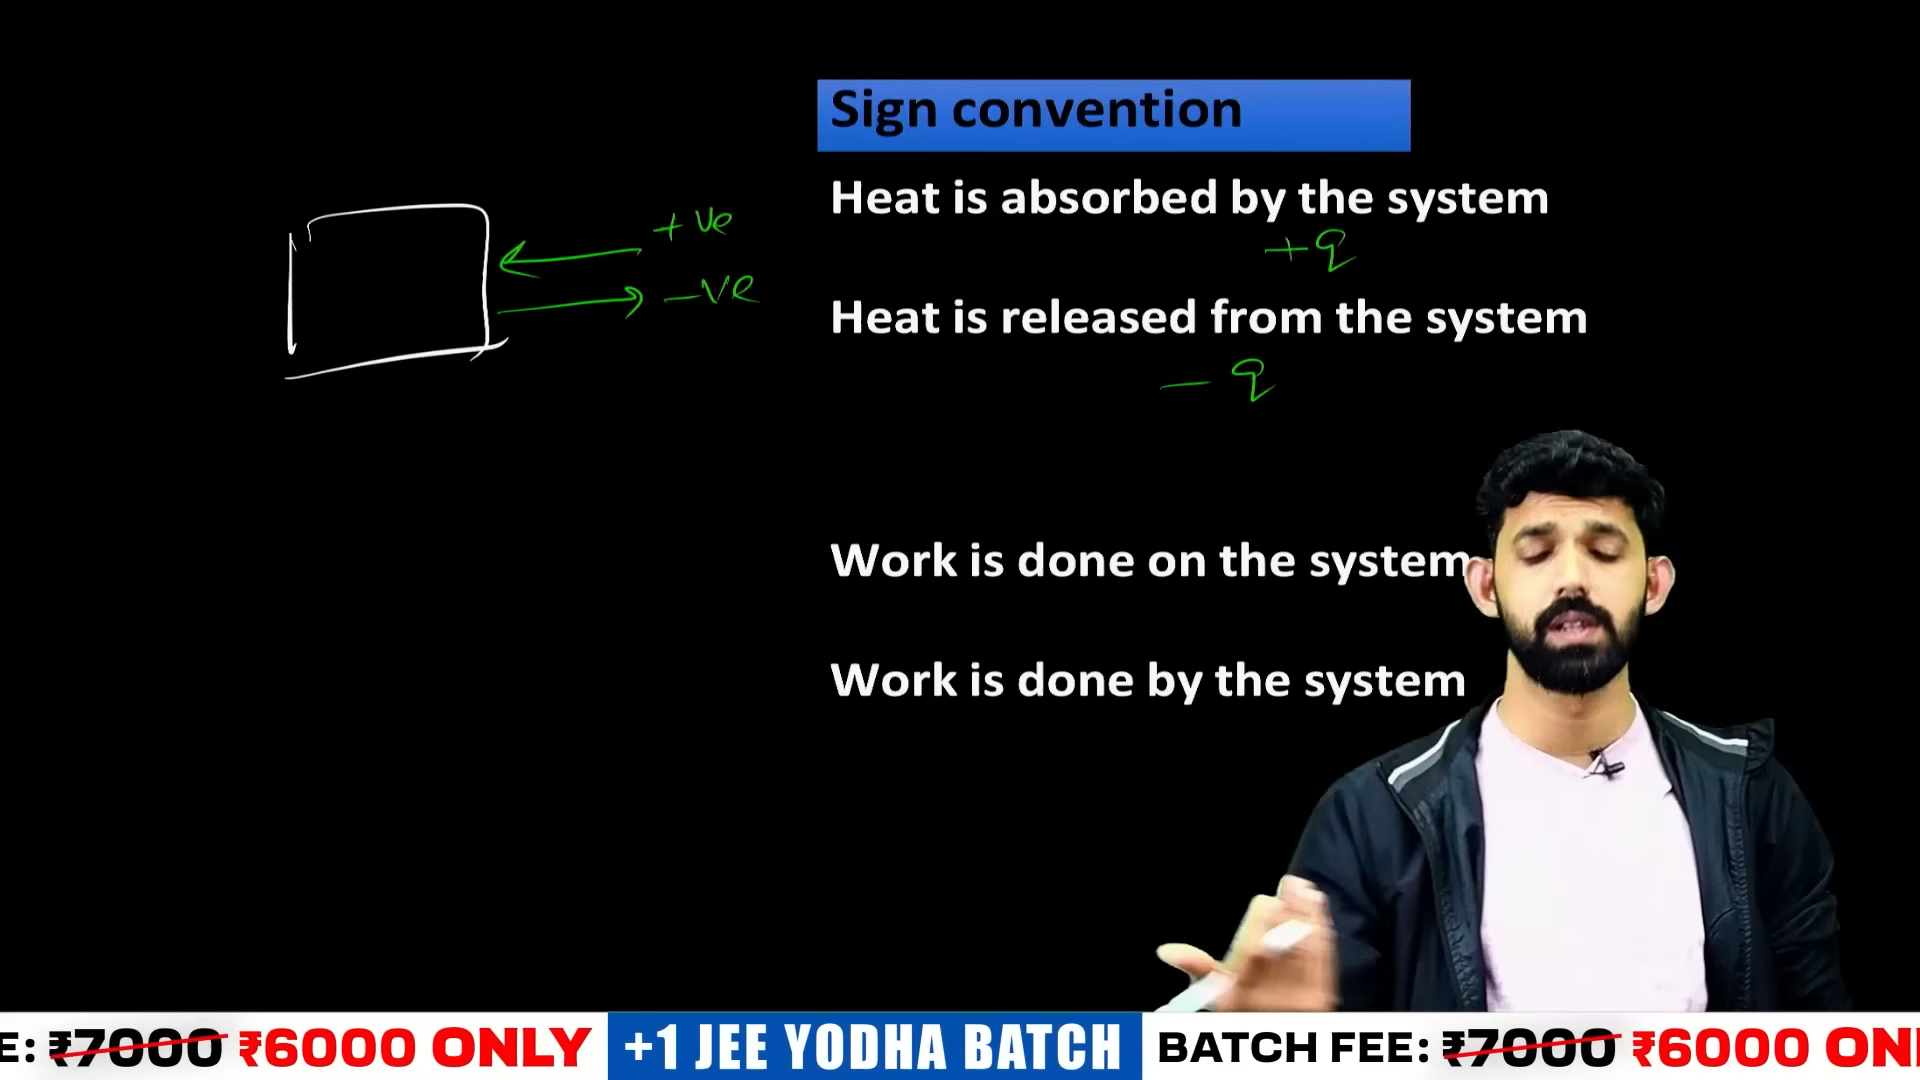 Sign convention
Heat is absorbed by the system
+ve
+q
-ve
Heat is released from the system
-q
Work is done on the system
Work is done by the system
E: ₹7000 ₹6000 ONLY +1 JEE YODHA BATCH BATCH FEE: ₹7000 ₹6000 ONL